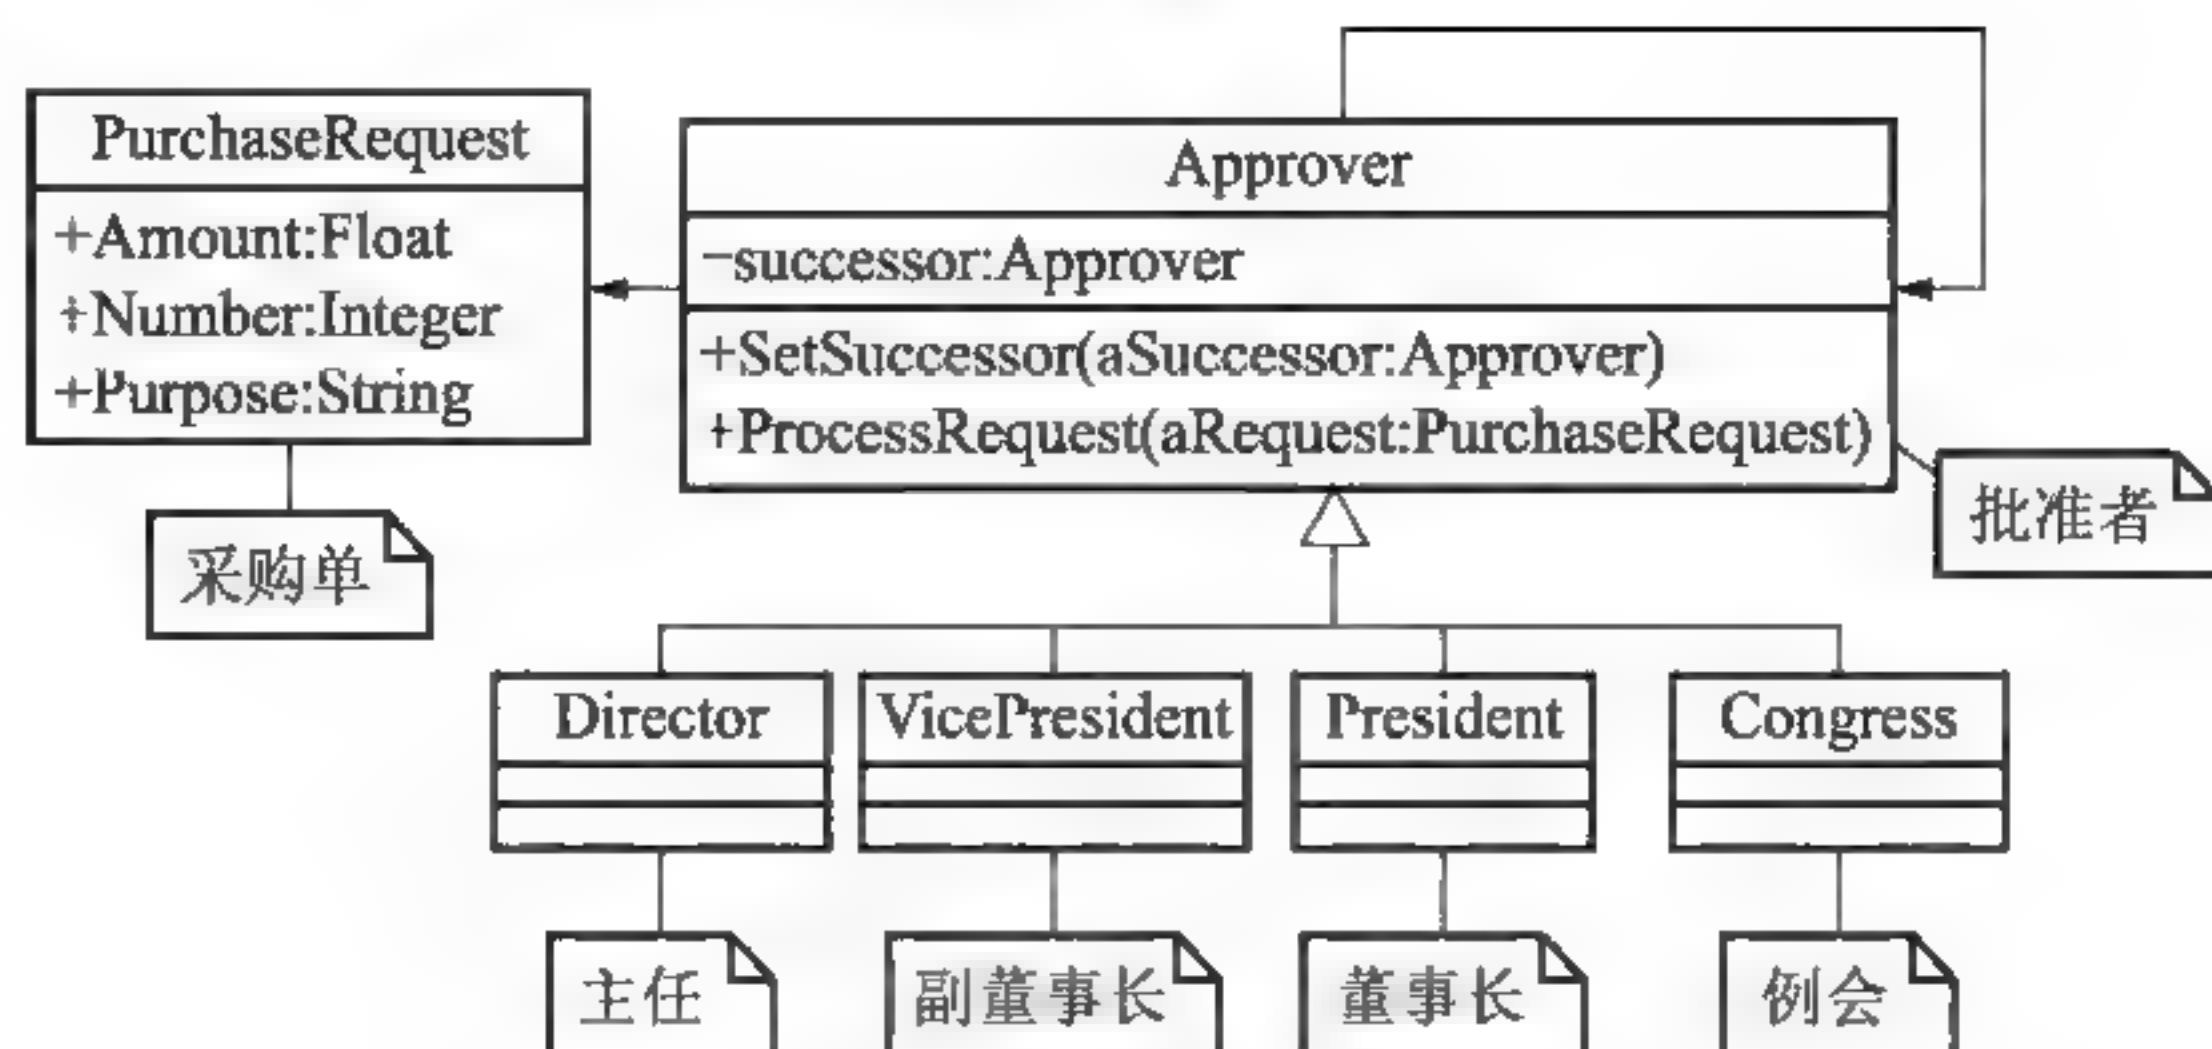 PurchaseRequest
+Amount:Float
+Number:Integer
+Purpose:String
采购单
Approver
-successor:Approver
+SetSuccessor(aSuccessor:Approver)
+ProcessRequest(aRequest:PurchaseRequest)
批准者
Director
VicePresident
President
Congress
主任
副董事长
董事长
例会